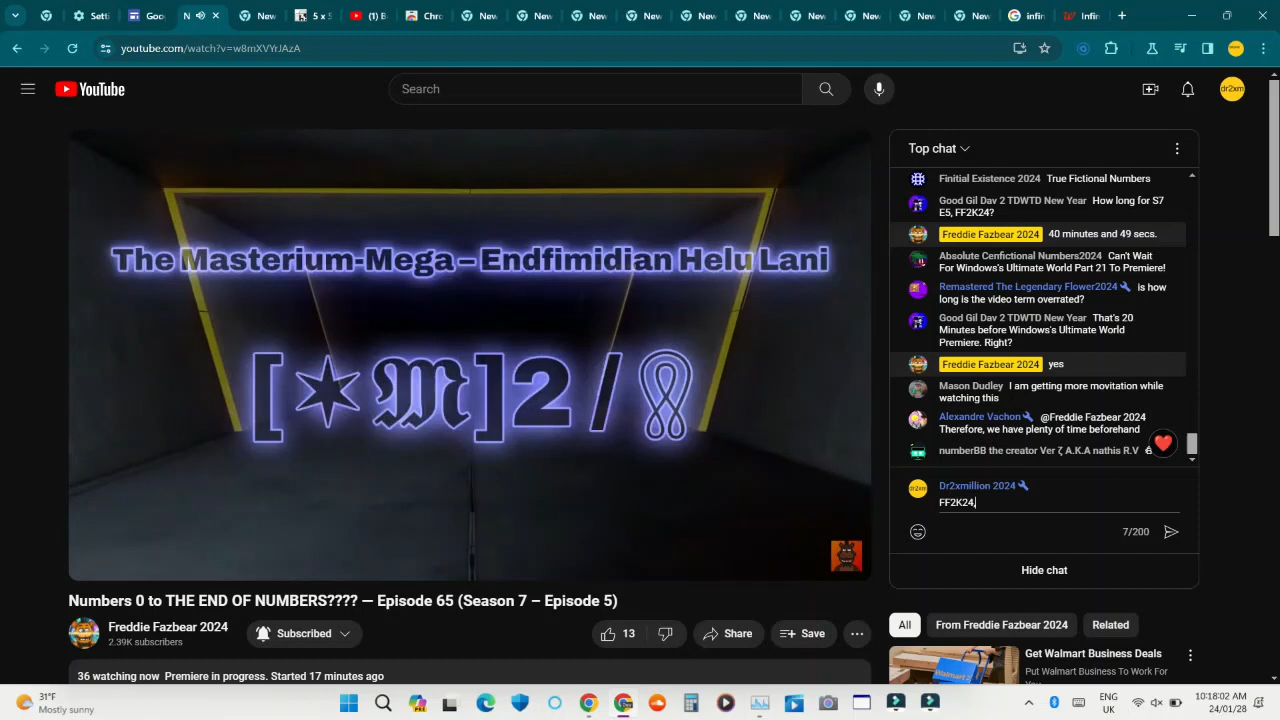 Setti
Goo
N
New
5 x 5
(1) B
Chro
New
New
New
New
New
New
New
New
New
New
infin
Infin
youtube.com/watch?v=w8mXVYrJAzA
YouTube
Search
dr2xm
The Masterium-Mega – Endfimidian Helu Lani
[✶𝔐]2 /
Top chat
Finitial Existence 2024 True Fictional Numbers
Good Gil Dav 2 TDWTD New Year How long for S7
E5, FF2K24?
Freddie Fazbear 2024 40 minutes and 49 secs.
Absolute Cenfictional Numbers2024 Can't Wait
For Windows's Ultimate World Part 21 To Premiere!
Remastered The Legendary Flower2024 is how
long is the video term overrated?
Good Gil Dav 2 TDWTD New Year That's 20
Minutes before Windows's Ultimate World
Premiere. Right?
Freddie Fazbear 2024 yes
Mason Dudley I am getting more movitation while
watching this
Alexandre Vachon @Freddie Fazbear 2024
Therefore, we have plenty of time beforehand
numberBB the creator Ver ζ A.K.A nathis R.V
dr2xm
Dr2xmillion 2024
FF2K24,
7/200
Hide chat
Numbers 0 to THE END OF NUMBERS???? — Episode 65 (Season 7 – Episode 5)
Freddie Fazbear 2024
2.39K subscribers
Subscribed
13
Share
Save
36 watching now Premiere in progress. Started 17 minutes ago
All
From Freddie Fazbear 2024
Related
Get Walmart Business Deals
Put Walmart Business To Work For
31°F
Mostly sunny
PRE
ENG
UK
10:18:02 AM
24/01/28